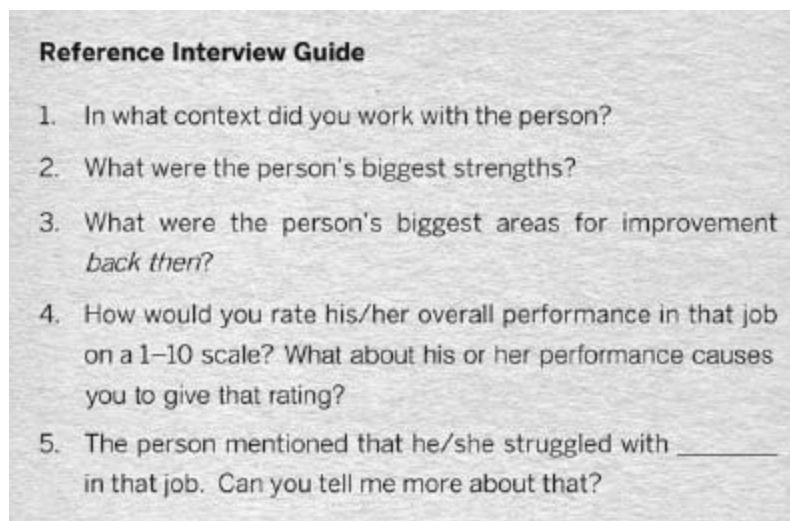 Reference Interview Guide
1. In what context did you work with the person?
2. What were the person's biggest strengths?
3. What were the person's biggest areas for improvement
back then?
4. How would you rate his/her overall performance in that job
on a 1–10 scale? What about his or her performance causes
you to give that rating?
5. The person mentioned that he/she struggled with ________
in that job. Can you tell me more about that?